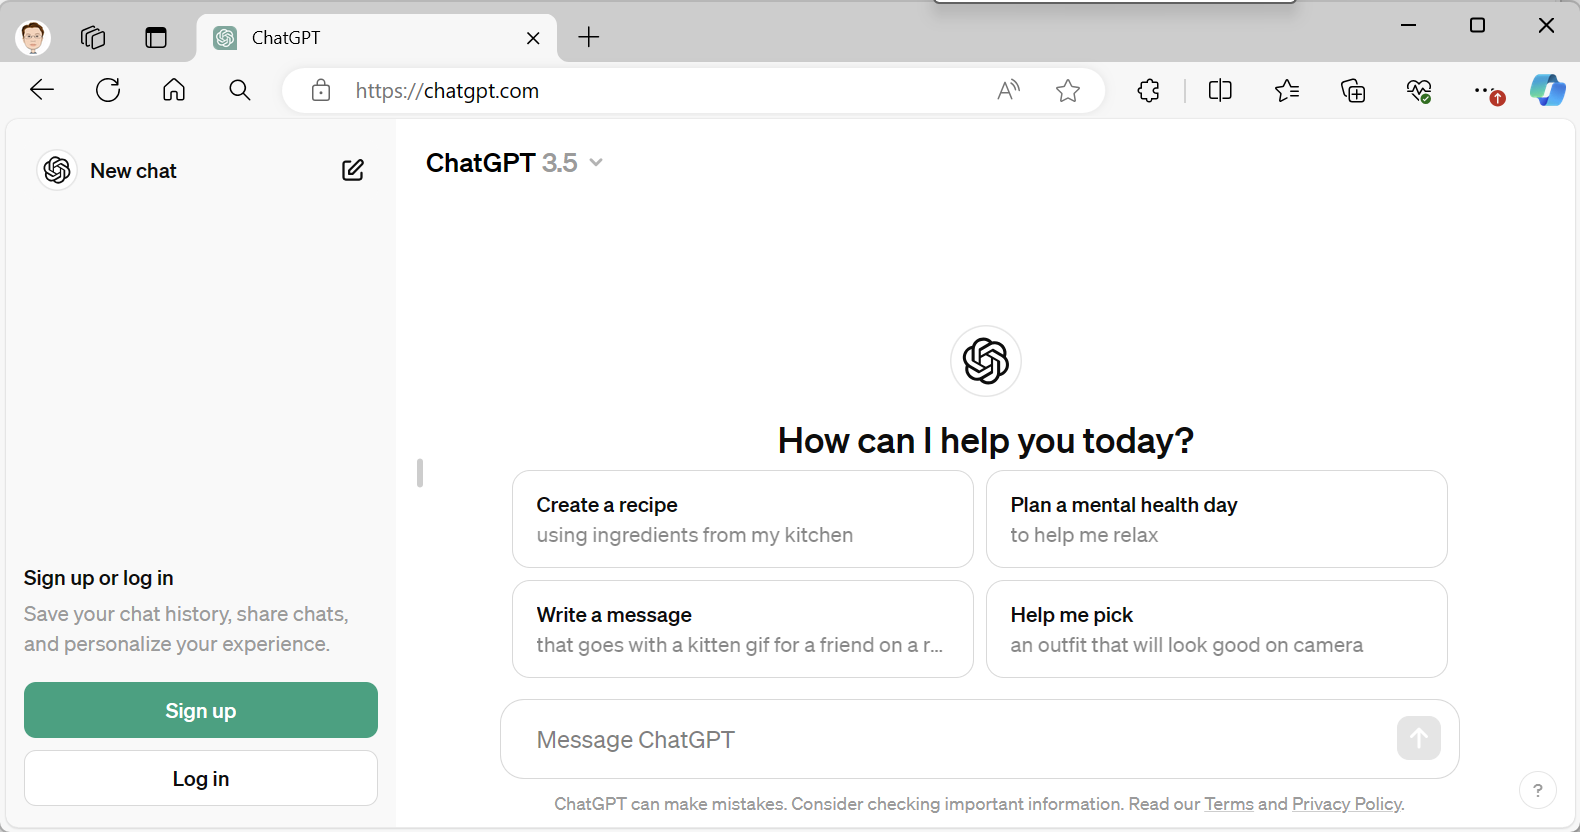 ChatGPT
https://chatgpt.com
New chat
ChatGPT 3.5
How can I help you today?
Create a recipe
using ingredients from my kitchen
Plan a mental health day
to help me relax
Write a message
that goes with a kitten gif for a friend on a r...
Help me pick
an outfit that will look good on camera
Sign up or log in
Save your chat history, share chats,
and personalize your experience.
Sign up
Log in
Message ChatGPT
ChatGPT can make mistakes. Consider checking important information. Read our Terms and Privacy Policy.
?